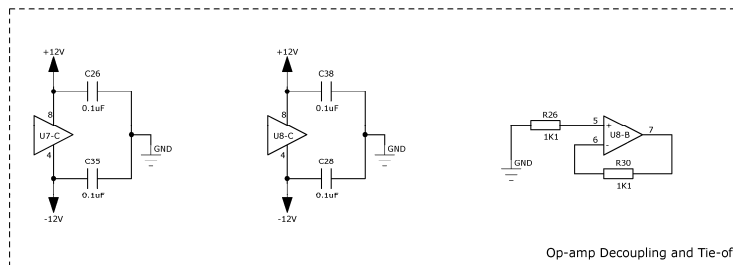 +12V
C26
0.1uF
8
U7-C
4
GND
C35
0.1uF
-12V
+12V
C38
0.1uF
8
U8-C
4
GND
C28
0.1uF
-12V
R26
1K1
GND
5
+
6
-
U8-B
7
R30
1K1
Op-amp Decoupling and Tie-of